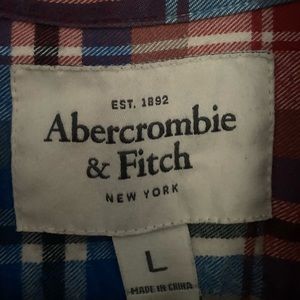 EST. 1892
Abercrombie
& Fitch
NEW YORK
L
MADE IN CHINA